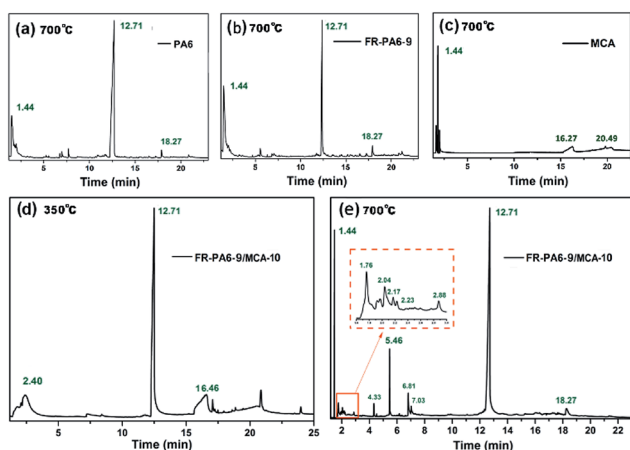 (a) 700℃
12.71
PA6
1.44
18.27
5 10 15 20
Time (min)
(b) 700℃
12.71
FR-PA6-9
1.44
18.27
5 10 15 20
Time (min)
(c) 700℃
MCA
1.44
16.27 20.49
5 10 15 20
Time (min)
(d) 350℃
12.71
FR-PA6-9/MCA-10
2.40
16.46
5 10 15 20 25
Time (min)
(e) 700℃
12.71
1.44
FR-PA6-9/MCA-10
1.76
2.04
2.17
2.23
2.88
5.46
4.33
6.81
7.03
18.27
2 4 6 8 10 12 14 16 18 20 22
Time (min)